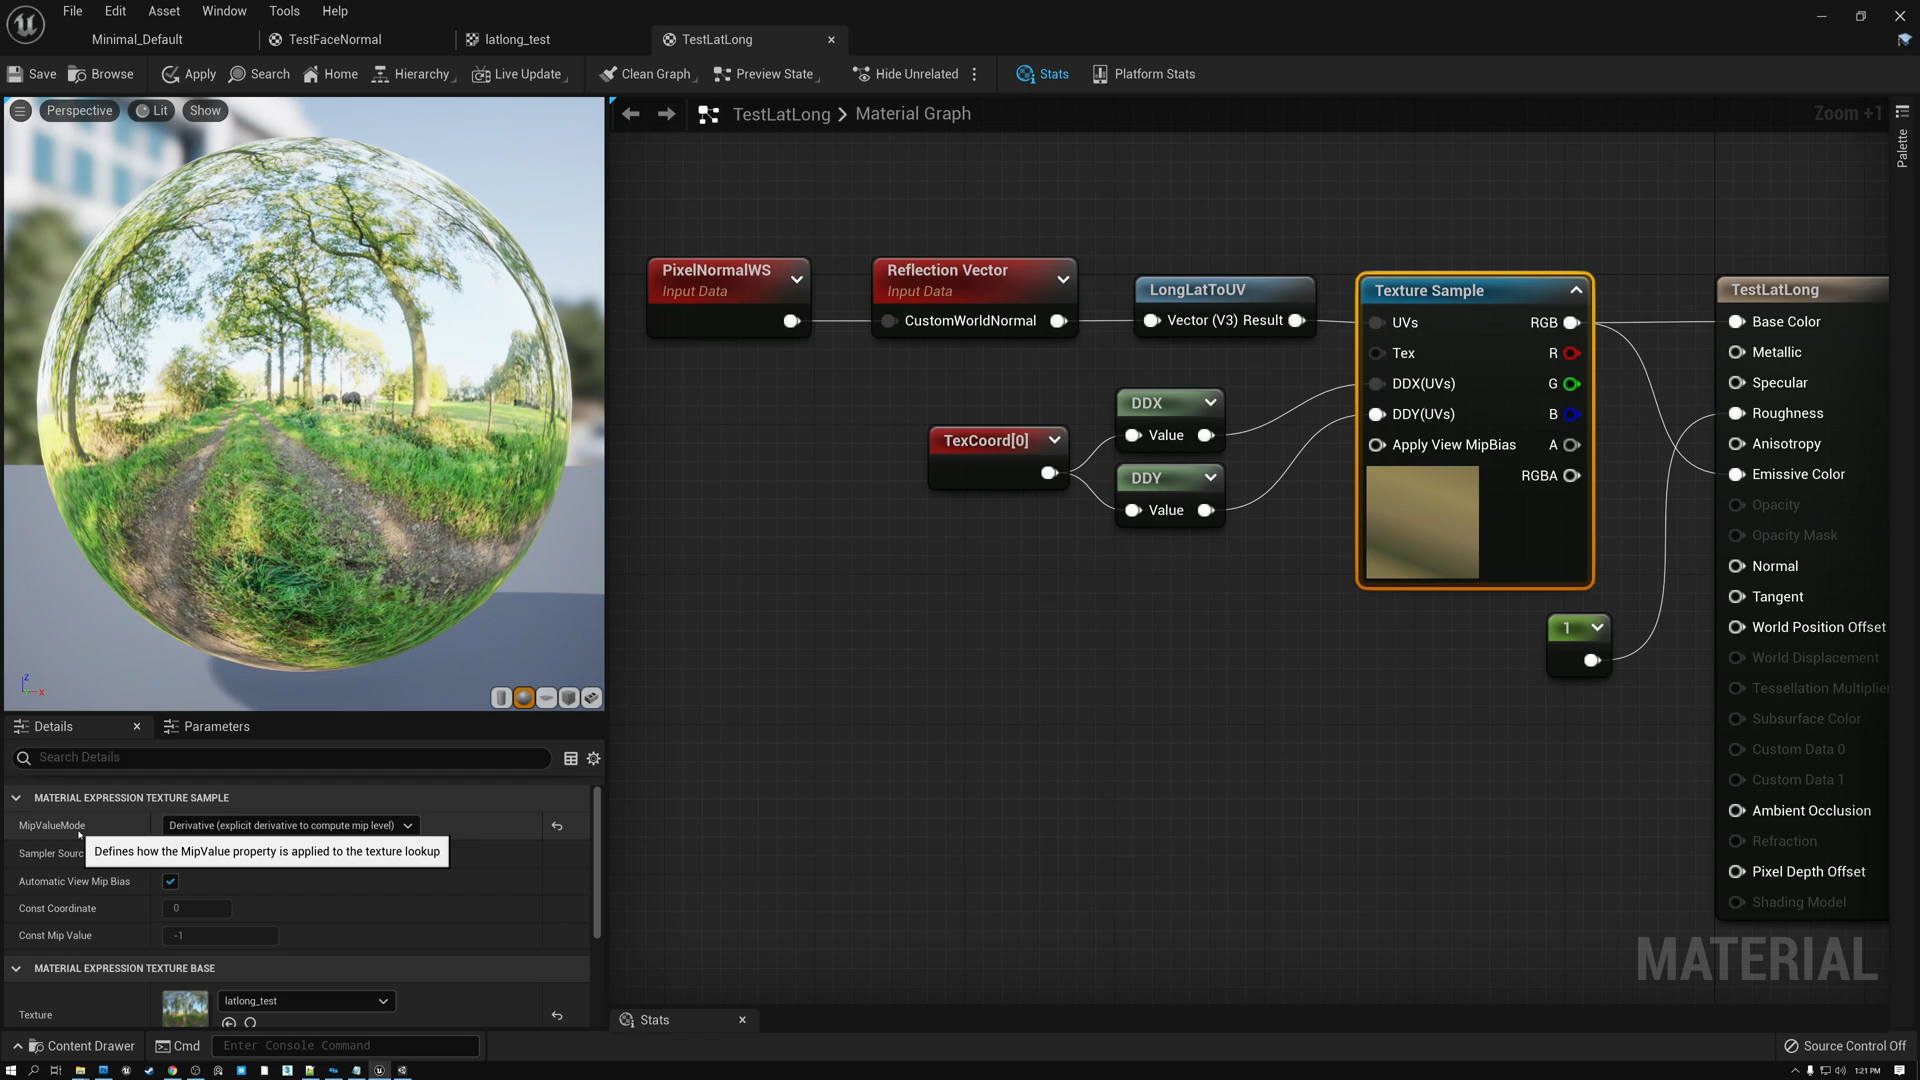 File Edit Asset Window Tools Help
Minimal_Default TestFaceNormal latlong_test TestLatLong
Save Browse Apply Search Home Hierarchy Live Update Clean Graph Preview State Hide Unrelated Stats Platform Stats
Perspective Lit Show
TestLatLong > Material Graph
Zoom +1
Palette
PixelNormalWS
Input Data
Reflection Vector
Input Data
CustomWorldNormal
LongLatToUV
Vector (V3) Result
Texture Sample
UVs RGB
Tex R
DDX(UVs) G
DDY(UVs) B
Apply View MipBias A
RGBA
DDX
Value
TexCoord[0]
DDY
Value
1
TestLatLong
Base Color
Metallic
Specular
Roughness
Anisotropy
Emissive Color
Opacity
Opacity Mask
Normal
Tangent
World Position Offset
World Displacement
Tessellation Multiplier
Subsurface Color
Custom Data 0
Custom Data 1
Ambient Occlusion
Refraction
Pixel Depth Offset
Shading Model
MATERIAL
Z
X
Details Parameters
Search Details
MATERIAL EXPRESSION TEXTURE SAMPLE
MipValueMode Derivative (explicit derivative to compute mip level)
Sampler Sourc
Defines how the MipValue property is applied to the texture lookup
Automatic View Mip Bias
Const Coordinate 0
Const Mip Value -1
MATERIAL EXPRESSION TEXTURE BASE
Texture latlong_test
Stats
Content Drawer Cmd Enter Console Command Source Control Off
1:21 PM